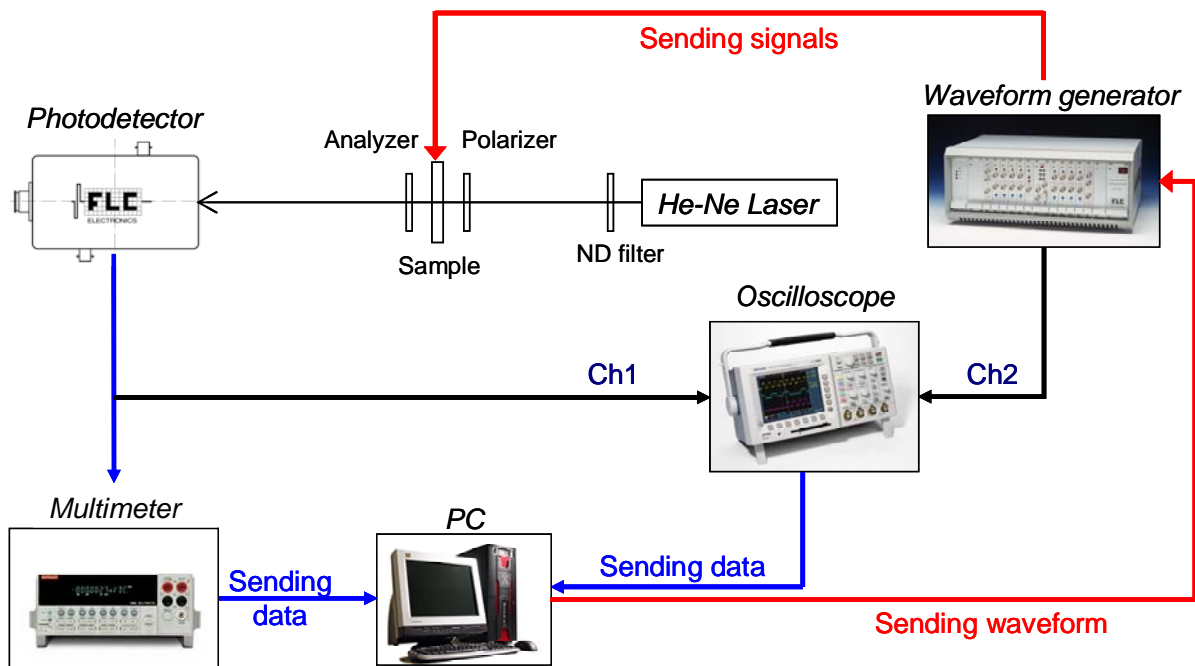 Sending signals
Waveform generator
Photodetector
Analyzer
Polarizer
FLC
ELECTRONICS
He-Ne Laser
FLC
Sample
ND filter
Oscilloscope
Ch1
Ch2
Multimeter
PC
Sending
data
Sending data
Sending waveform